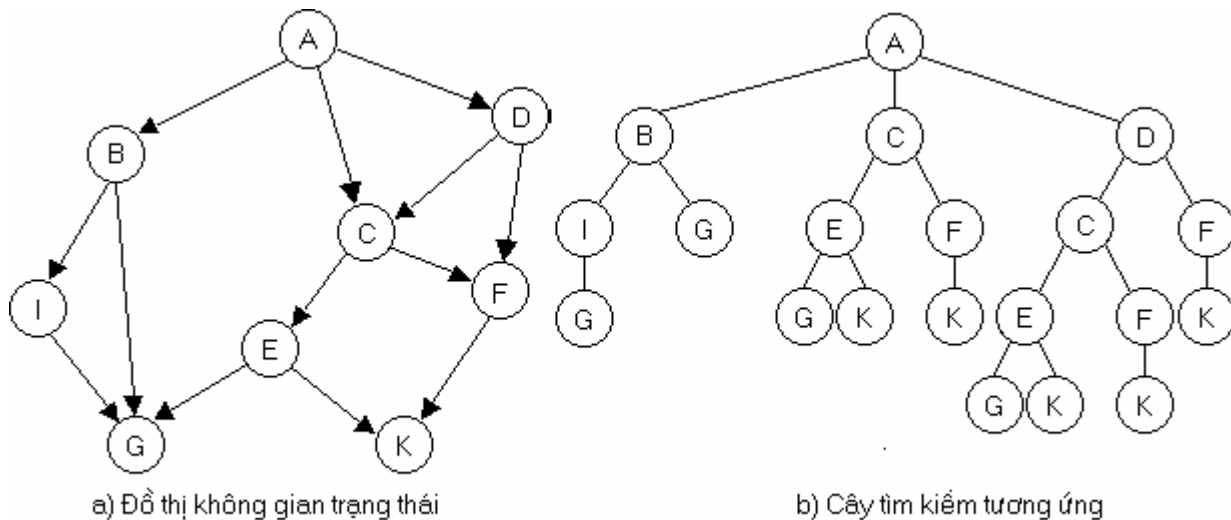 A
B
D
C
I
F
E
G
K
a) Đồ thị không gian trạng thái
A
B
C
D
I
G
E
F
C
F
G
G
K
K
E
F
K
G
K
K
b) Cây tìm kiếm tương ứng